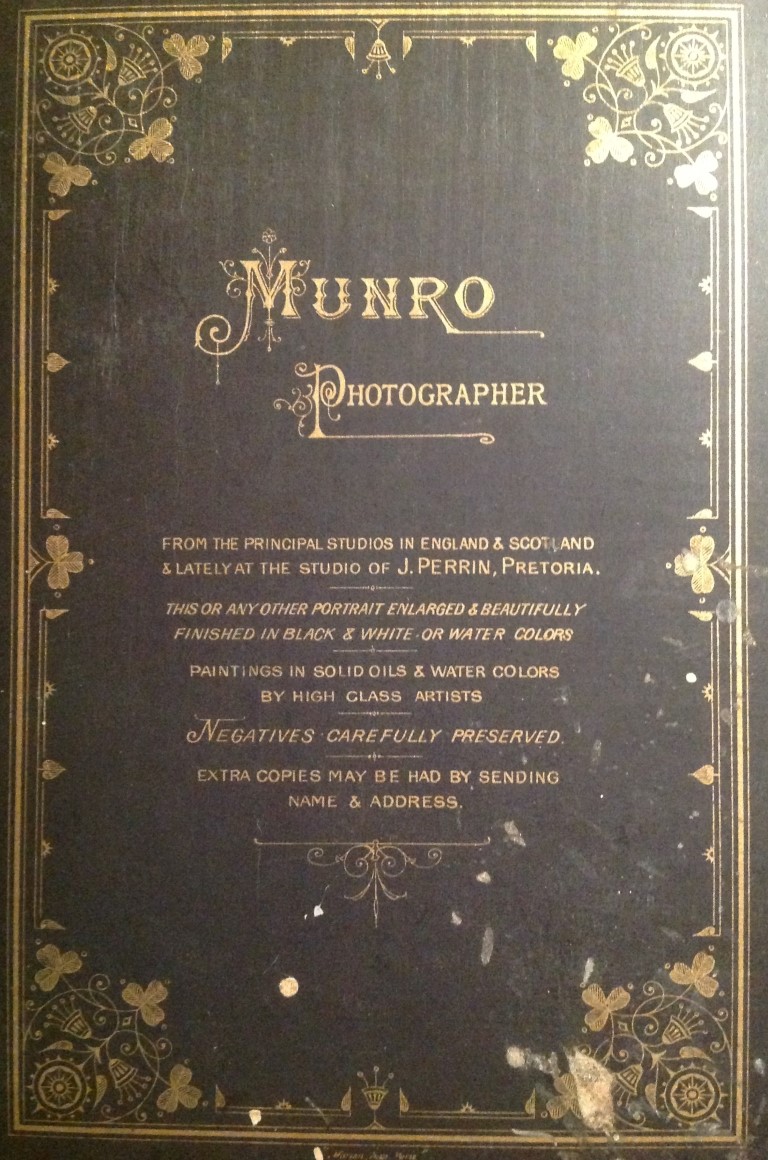 MUNRO
PHOTOGRAPHER
FROM THE PRINCIPAL STUDIOS IN ENGLAND & SCOTLAND
& LATELY AT THE STUDIO OF J. PERRIN, PRETORIA.
THIS OR ANY OTHER PORTRAIT ENLARGED & BEAUTIFULLY
FINISHED IN BLACK & WHITE OR WATER COLORS
PAINTINGS IN SOLID OILS & WATER COLORS
BY HIGH CLASS ARTISTS
NEGATIVES CAREFULLY PRESERVED.
EXTRA COPIES MAY BE HAD BY SENDING
NAME & ADDRESS.